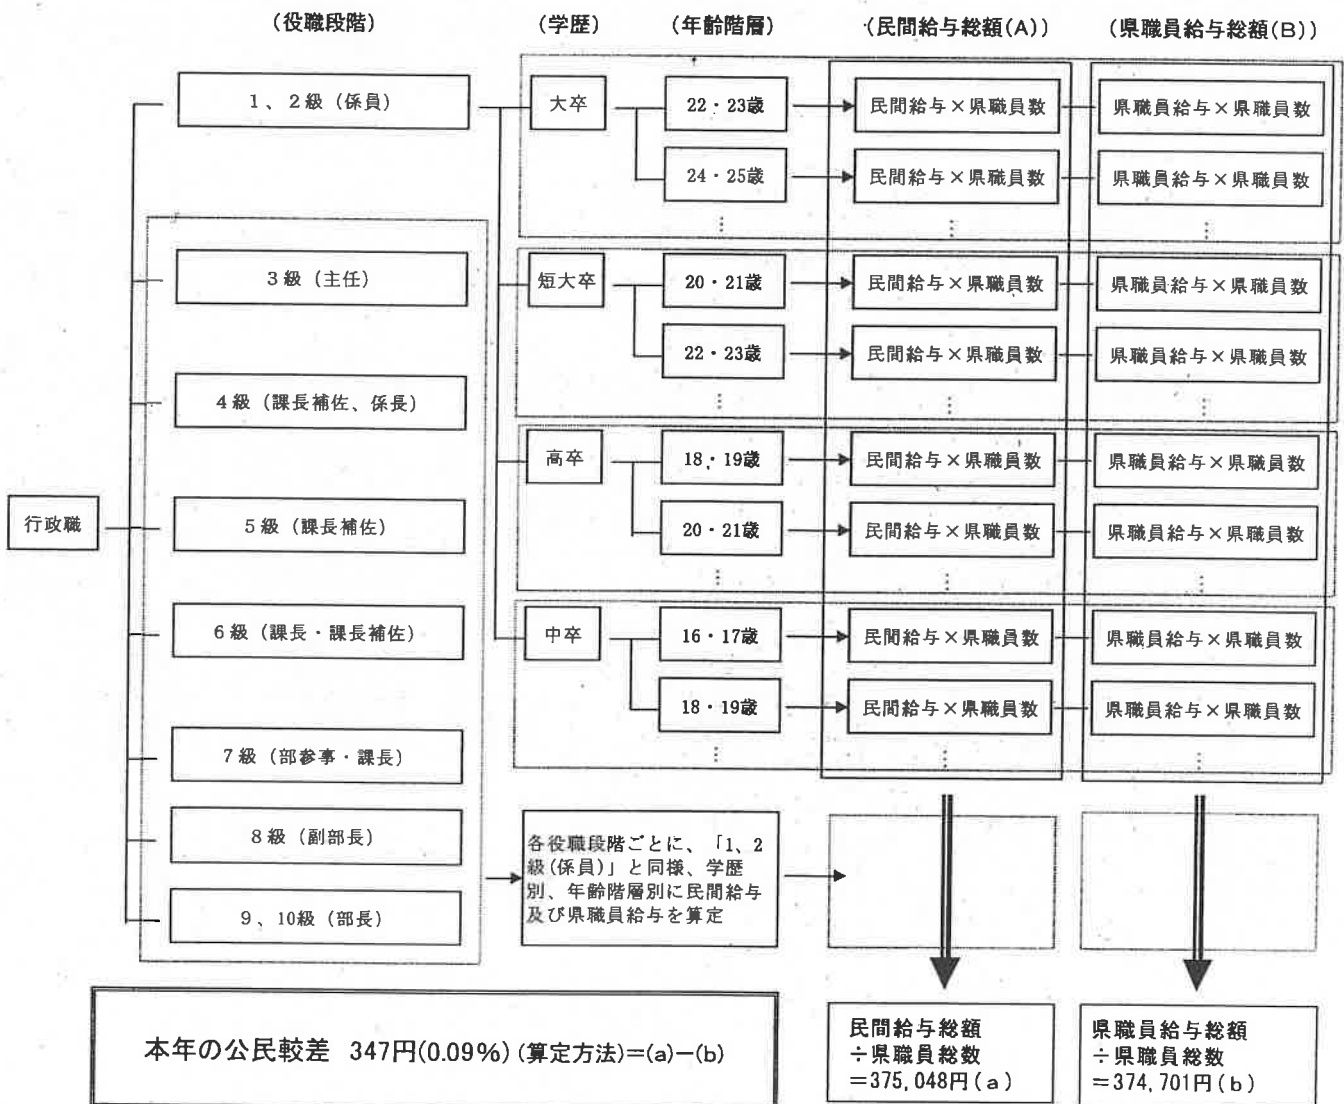 (役職段階)
(学歴)
(年齢階層)
(民間給与総額(A))
(県職員給与総額(B))
行政職
1、2級(係員)
3級(主任)
4級(課長補佐、係長)
5級(課長補佐)
6級(課長・課長補佐)
7級(部参事・課長)
8級(副部長)
9、10級(部長)
大卒
22・23歳
民間給与×県職員数
県職員給与×県職員数
24・25歳
民間給与×県職員数
県職員給与×県職員数
短大卒
20・21歳
民間給与×県職員数
県職員給与×県職員数
22・23歳
民間給与×県職員数
県職員給与×県職員数
高卒
18・19歳
民間給与×県職員数
県職員給与×県職員数
20・21歳
民間給与×県職員数
県職員給与×県職員数
中卒
16・17歳
民間給与×県職員数
県職員給与×県職員数
18・19歳
民間給与×県職員数
県職員給与×県職員数
各役職段階ごとに、「1、2
級(係員)」と同様、学歴
別、年齢階層別に民間給与
及び県職員給与を算定
本年の公民較差 347円(0.09%)(算定方法)=(a)−(b)
民間給与総額
÷県職員総数
=375,048円(a)
県職員給与総額
÷県職員総数
=374,701円(b)